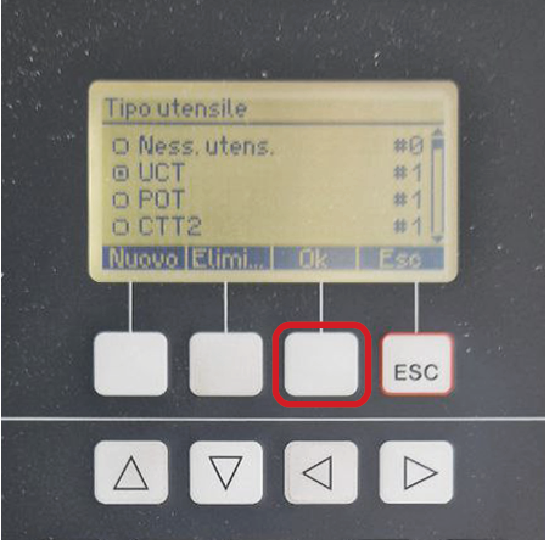 Tipo utensile
Ness. utens. #0
UCT #1
POT #1
CTT2 #1
Nuovo Elimi... Ok Esc
ESC